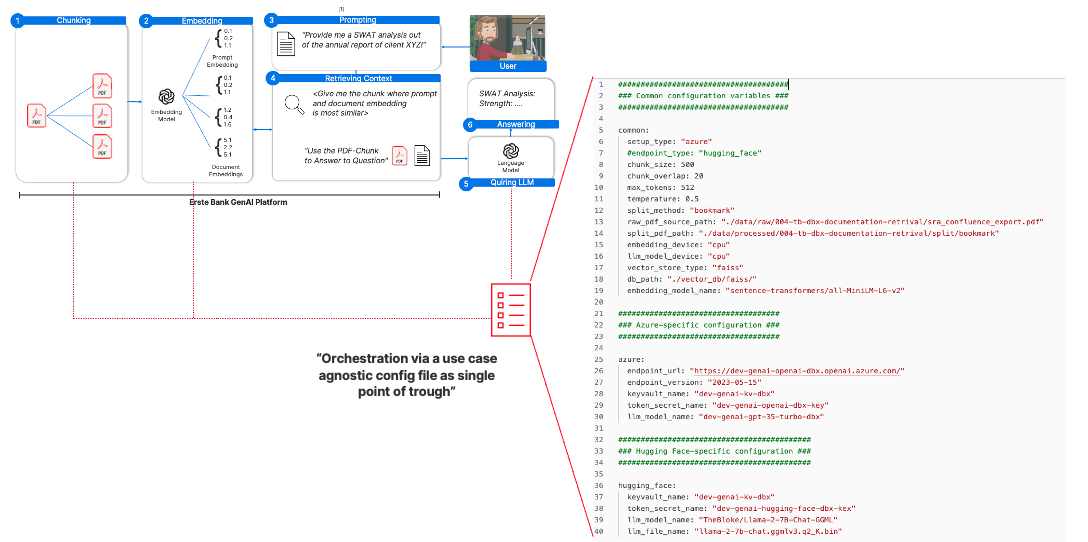 1
Chunking
PDF
PDF
PDF
PDF
2
Embedding
{
0.1
0.2
1.1
Prompt
Embedding
{
0.1
0.2
1.1
{
1.2
0.4
1.6
{
5.1
2.2
5.1
Document
Embeddings
Embedding
Model
3
Prompting
"Provide me a SWAT analysis out
of the annual report of client XYZ!"
User
4
Retrieving Context
<Give me the chunk where prompt
and document embedding
is most similar>
"Use the PDF-Chunk
to Answer to Question"
PDF
SWAT Analysis:
Strength: ....
6
Answering
Language
Model
5
Quiring LLM
Erste Bank GenAI Platform
“Orchestration via a use case
agnostic config file as single
point of trough”
1 ######################################
2 ### Common configuration variables ###
3 ######################################
4
5 common:
6 setup_type: "azure"
7 #endpoint_type: "hugging_face"
8 chunk_size: 500
9 chunk_overlap: 20
10 max_tokens: 512
11 temperature: 0.5
12 split_method: "bookmark"
13 raw_pdf_source_path: "./data/raw/004-tb-dbx-documentation-retrival/sra_confluence_export.pdf"
14 split_pdf_path: "./data/processed/004-tb-dbx-documentation-retrival/split/bookmark"
15 embedding_device: "cpu"
16 llm_model_device: "cpu"
17 vector_store_type: "faiss"
18 db_path: "./vector_db/faiss/"
19 embedding_model_name: "sentence-transformers/all-MiniLM-L6-v2"
20
21 ####################################
22 ### Azure-specific configuration ###
23 ####################################
24
25 azure:
26 endpoint_url: "https://dev-genai-openai-dbx.openai.azure.com/"
27 endpoint_version: "2023-05-15"
28 keyvault_name: "dev-genai-kv-dbx"
29 token_secret_name: "dev-genai-openai-dbx-key"
30 llm_model_name: "dev-genai-gpt-35-turbo-dbx"
31
32 ###########################################
33 ### Hugging Face-specific configuration ###
34 ###########################################
35
36 hugging_face:
37 keyvault_name: "dev-genai-kv-dbx"
38 token_secret_name: "dev-genai-hugging-face-dbx-kex"
39 llm_model_name: "TheBloke/Llama-2-7B-Chat-GGML"
40 llm_file_name: "llama-2-7b-chat.ggmlv3.q2_K.bin"